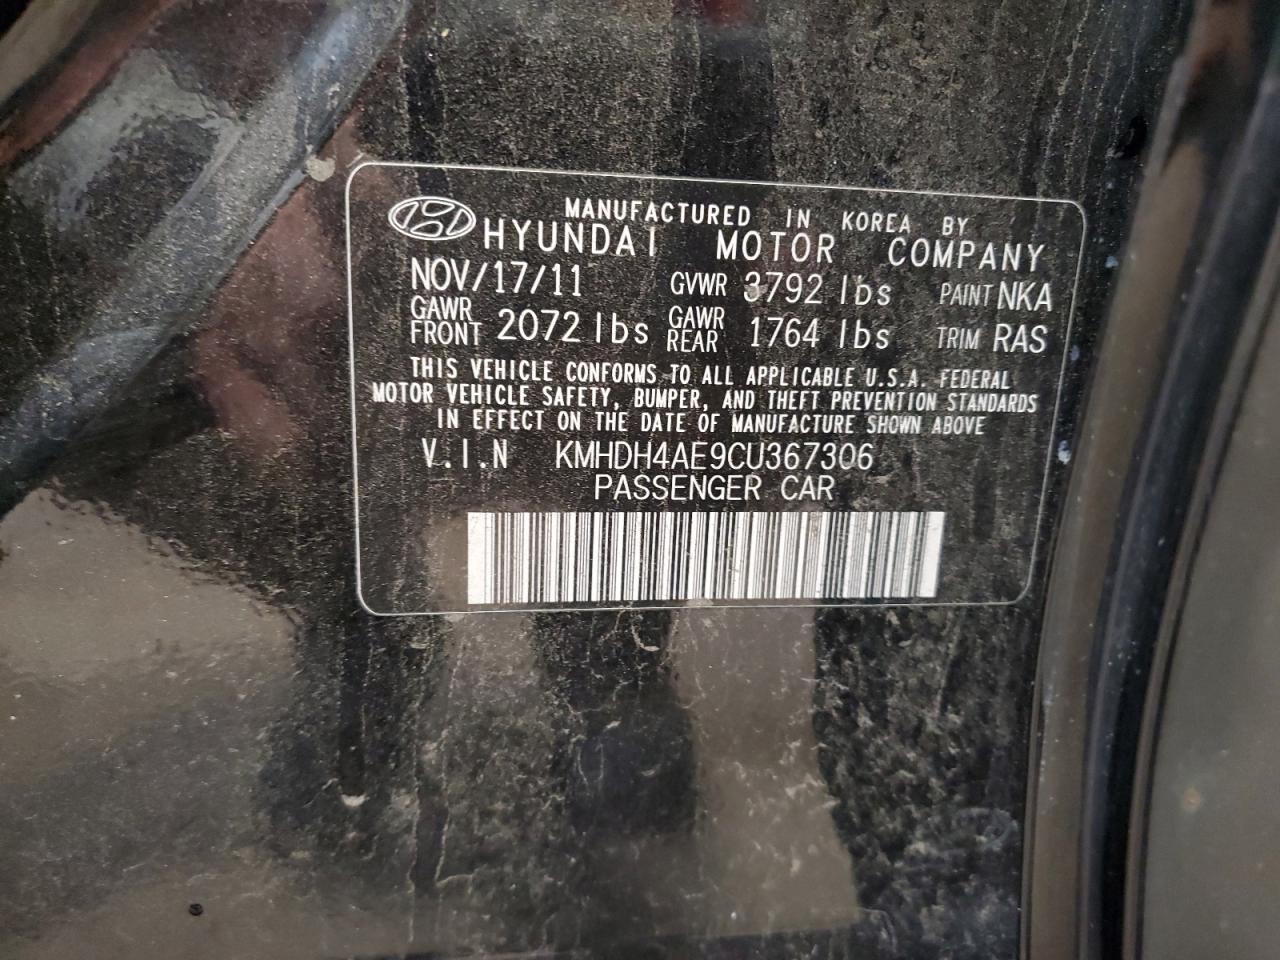 MANUFACTURED IN KOREA BY
HYUNDAI MOTOR COMPANY
NOV/17/11 GVWR 3792 lbs PAINT NKA
GAWR FRONT 2072 lbs GAWR REAR 1764 lbs TRIM RAS
THIS VEHICLE CONFORMS TO ALL APPLICABLE U.S.A. FEDERAL
MOTOR VEHICLE SAFETY, BUMPER, AND THEFT PREVENTION STANDARDS
IN EFFECT ON THE DATE OF MANUFACTURE SHOWN ABOVE
V.I.N KMHDH4AE9CU367306
PASSENGER CAR